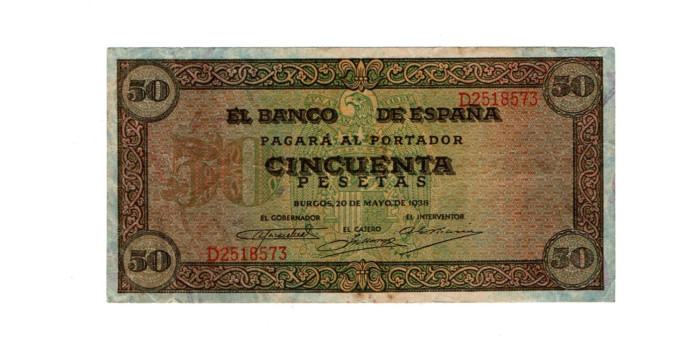 50 50
D2518573
EL BANCO DE ESPAÑA
PAGARÁ AL PORTADOR
50 CINCUENTA
PESETAS
BURGOS, 20 DE MAYO DE 1938
EL GOBERNADOR EL CAJERO EL INTERVENTOR
D2518573
50 50